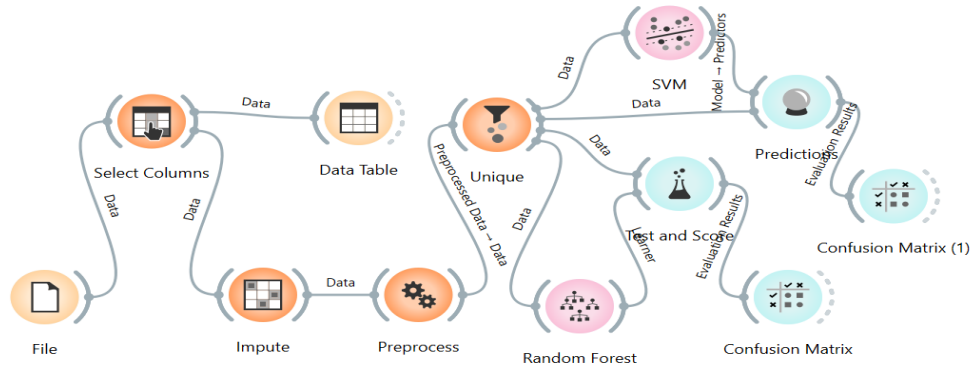 SVM
Data
Model → Predictors
Data
Data
Select Columns
Data Table
Unique
Predictions
Data
Data
Preprocessed Data → Data
Data
Data
Evaluation Results
Test and Score
Learner
Evaluation Results
Confusion Matrix (1)
Data
File
Impute
Preprocess
Random Forest
Confusion Matrix